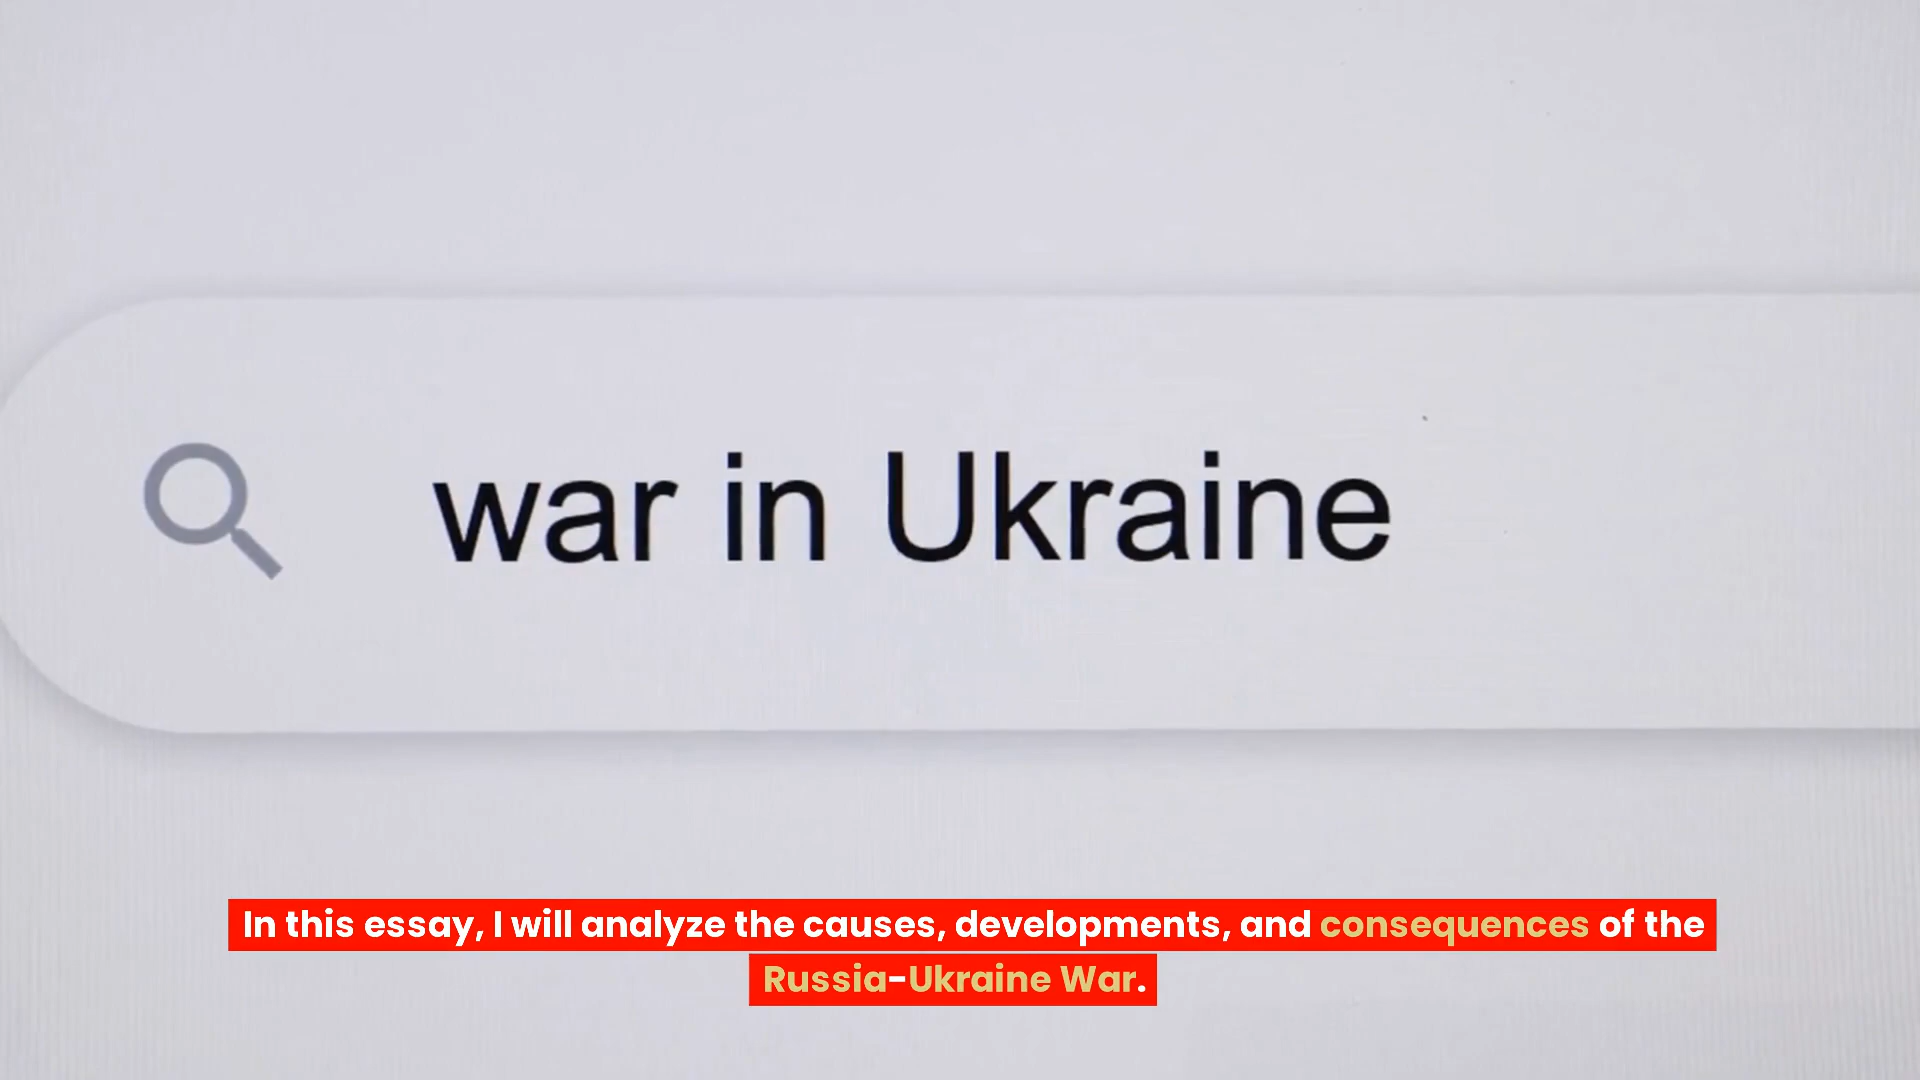 war in Ukraine
In this essay, I will analyze the causes, developments, and consequences of the
Russia-Ukraine War.